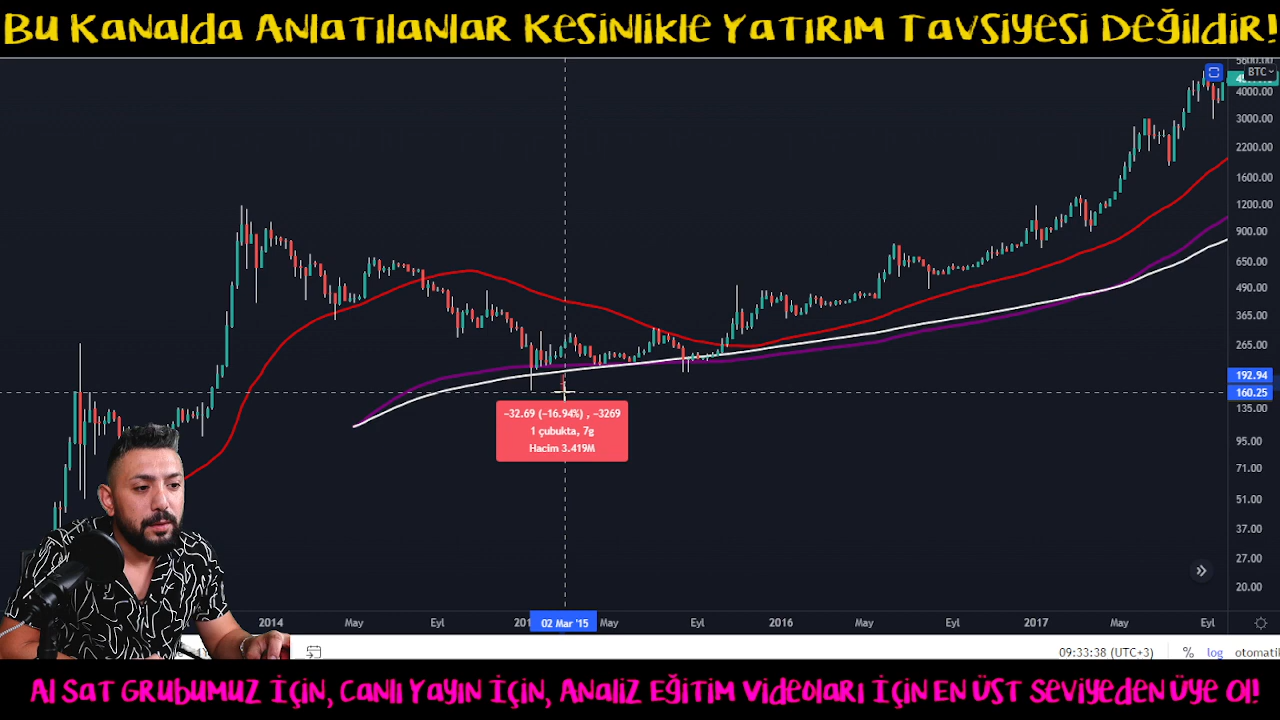 Bu Kanalda Anlatılanlar Kesinlikle Yatırım Tavsiyesi Değildir!
5600.00
BTC
4000.00
3000.00
2200.00
1600.00
1200.00
900.00
650.00
490.00
365.00
265.00
192.94
160.25
135.00
95.00
71.00
51.00
37.00
27.00
20.00
−32.69 (−16.94%) , −3269
1 çubukta, 7g
Hacim 3.419M
2014 May Eyl 201 02 Mar '15 May Eyl 2016 May Eyl 2017 May Eyl
09:33:38 (UTC+3) % log otomatik
Al Sat Grubumuz İçin, Canlı Yayın İçin, Analiz Eğitim Videoları İçin En Üst Seviyeden Üye Ol!